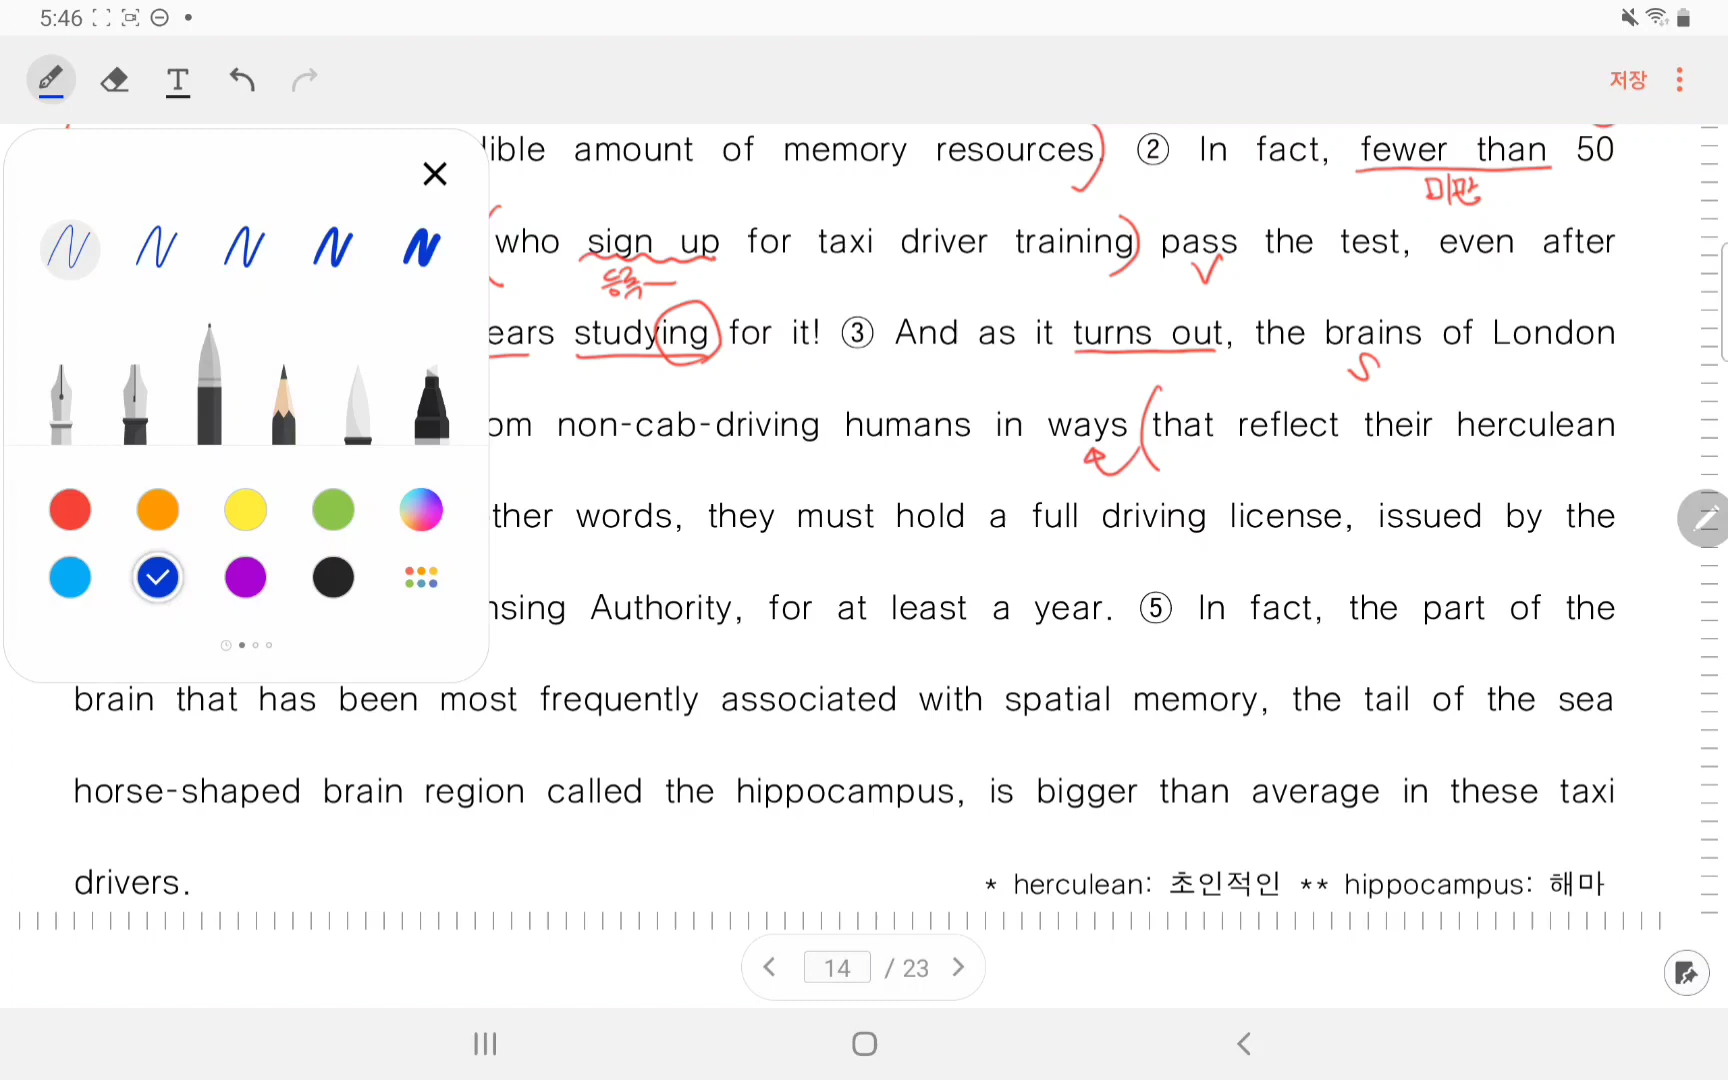 5:46
저장
amount of memory resources. ② In fact, fewer than 50
미만
who sign up for taxi driver training) pass the test, even after
등록
studying for it! ③ And as it turns out, the brains of London
S
non-cab-driving humans in ways (that reflect their herculean
words, they must hold a full driving license, issued by the
Authority, for at least a year. ⑤ In fact, the part of the
brain that has been most frequently associated with spatial memory, the tail of the sea
horse-shaped brain region called the hippocampus, is bigger than average in these taxi
drivers.
* herculean: 초인적인 ** hippocampus: 해마
14 / 23